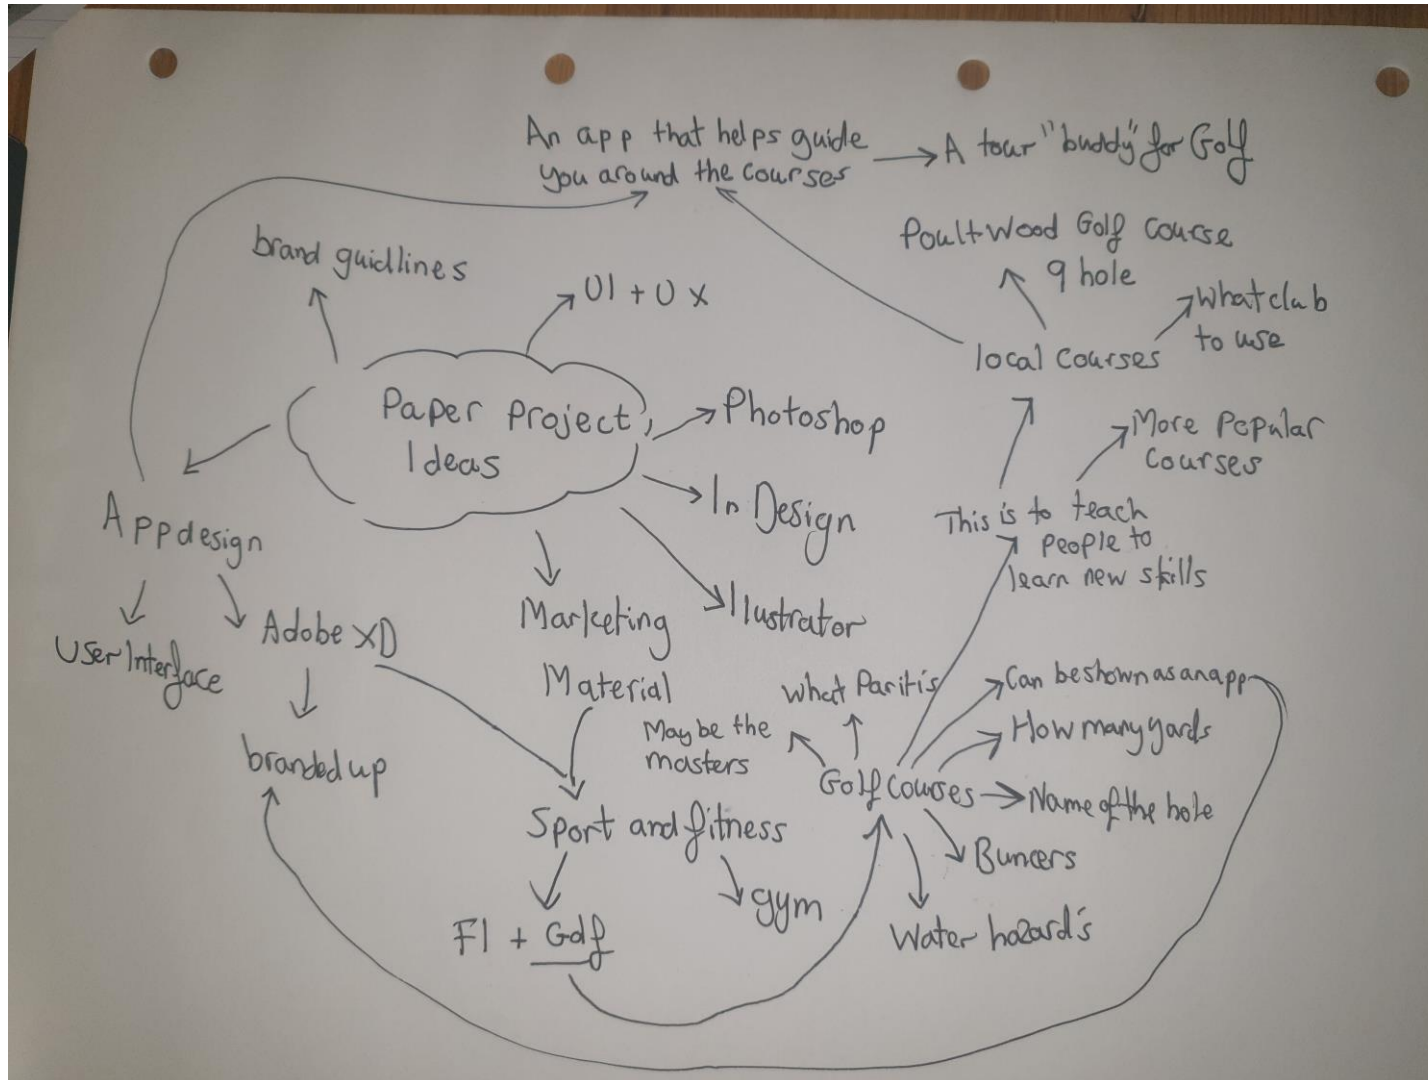 An app that helps guide
you around the courses
A tour "buddy" for Golf
Poult Wood Golf Course
9 hole
What club
to use
local Courses
brand guidlines
UI + UX
Paper Project
Ideas
Photoshop
In Design
Illustrator
Marketing
Material
More Popular
Courses
This is to teach
people to
learn new skills
App design
User Interface
Adobe XD
branded up
Sport and fitness
F1 + Golf
gym
What Par it is
May be the
masters
Golf courses
Can be shown as an app
How many yards
Name of the hole
Buncers
Water hazard's